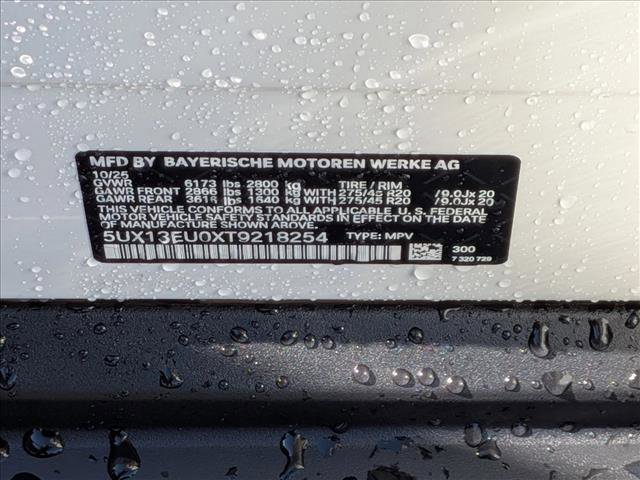 MFD BY BAYERISCHE MOTOREN WERKE AG
10/25
GVWR 6173 lbs 2800 kg TIRE / RIM
GAWR FRONT 2866 lbs 1300 KG WITH 275/45 R20 /9.0Jx 20
GAWR REAR 3616 lbs 1640 KG WITH 275/45 R20 /9.0Jx 20
THIS VEHICLE CONFORMS TO ALL APPLICABLE U. S. FEDERAL
MOTOR VEHICLE SAFETY STANDARDS IN EFFECT ON THE DATE
OF MANUFACTURE SHOWN ABOVE.
5UX13EU0XT9218254 TYPE: MPV 300
7 320 729